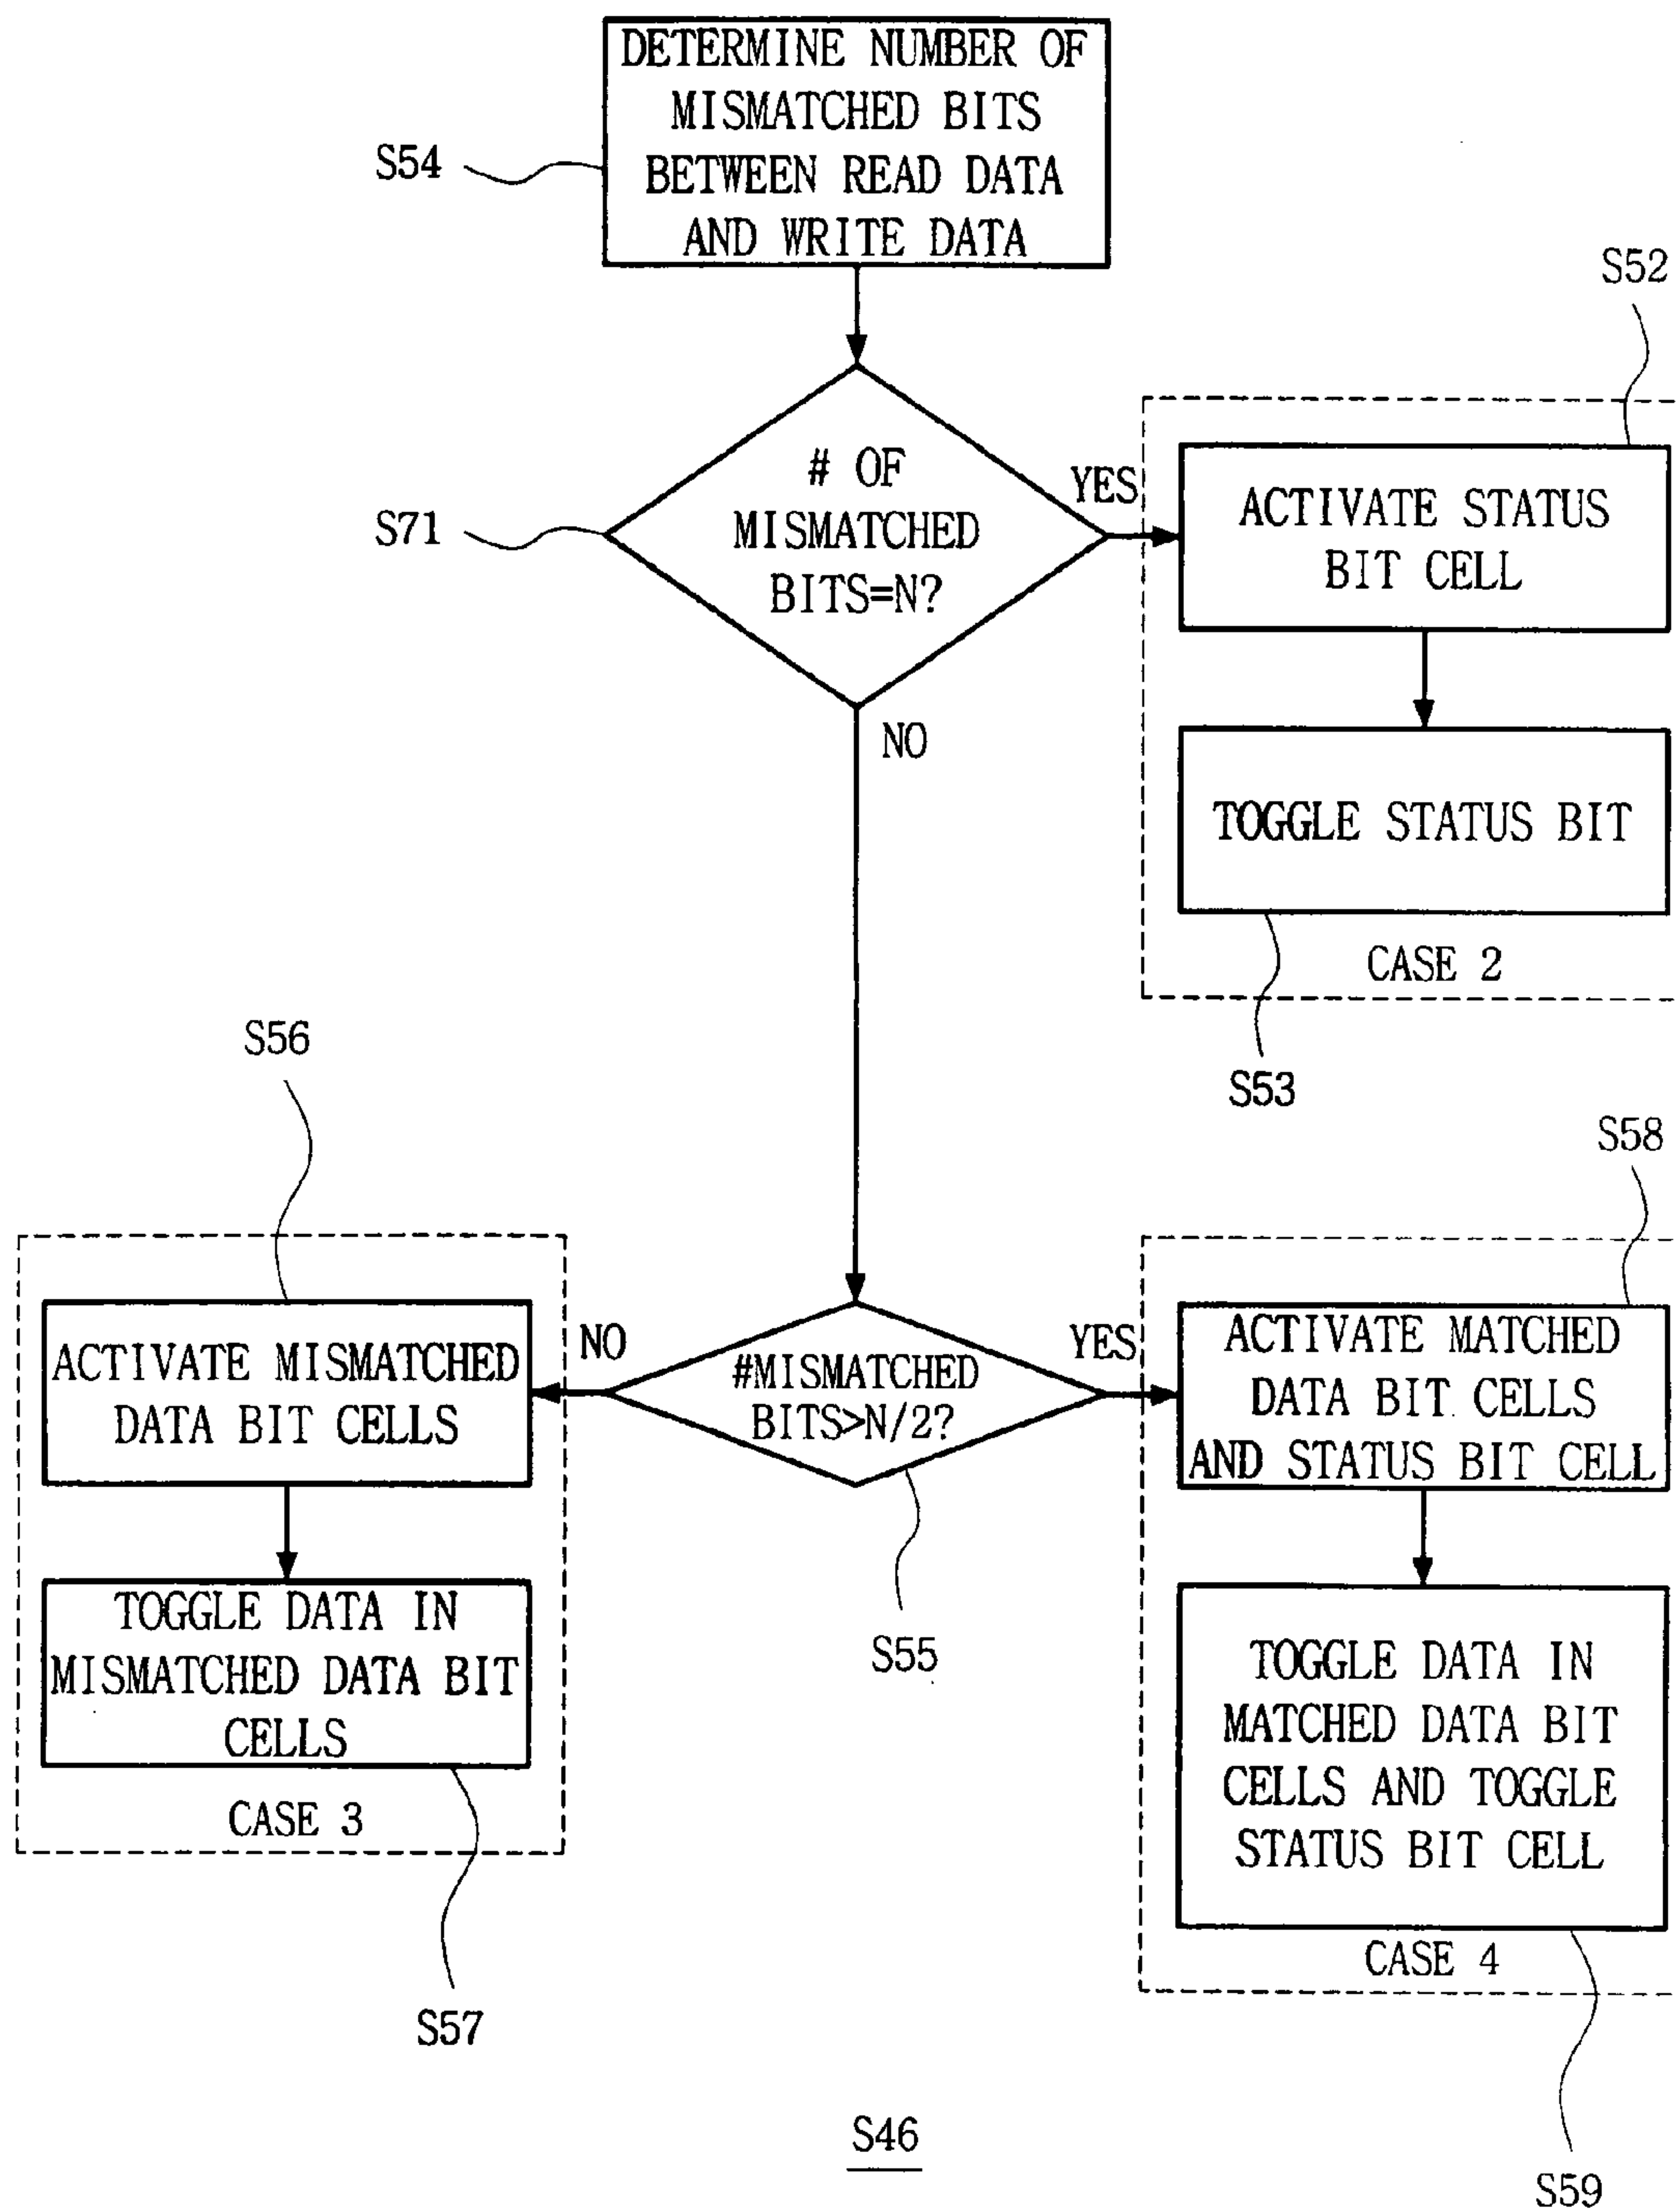 DETERMINE NUMBER OF
MISMATCHED BITS
BETWEEN READ DATA
AND WRITE DATA
S54
S52
# OF
MISMATCHED
BITS=N?
S71
YES
ACTIVATE STATUS
BIT CELL
NO
TOGGLE STATUS BIT
CASE 2
S53
S56
S58
ACTIVATE MISMATCHED
DATA BIT CELLS
NO
#MISMATCHED
BITS>N/2?
YES
ACTIVATE MATCHED
DATA BIT CELLS
AND STATUS BIT CELL
S55
TOGGLE DATA IN
MISMATCHED DATA BIT
CELLS
CASE 3
TOGGLE DATA IN
MATCHED DATA BIT
CELLS AND TOGGLE
STATUS BIT CELL
CASE 4
S57
S46
S59